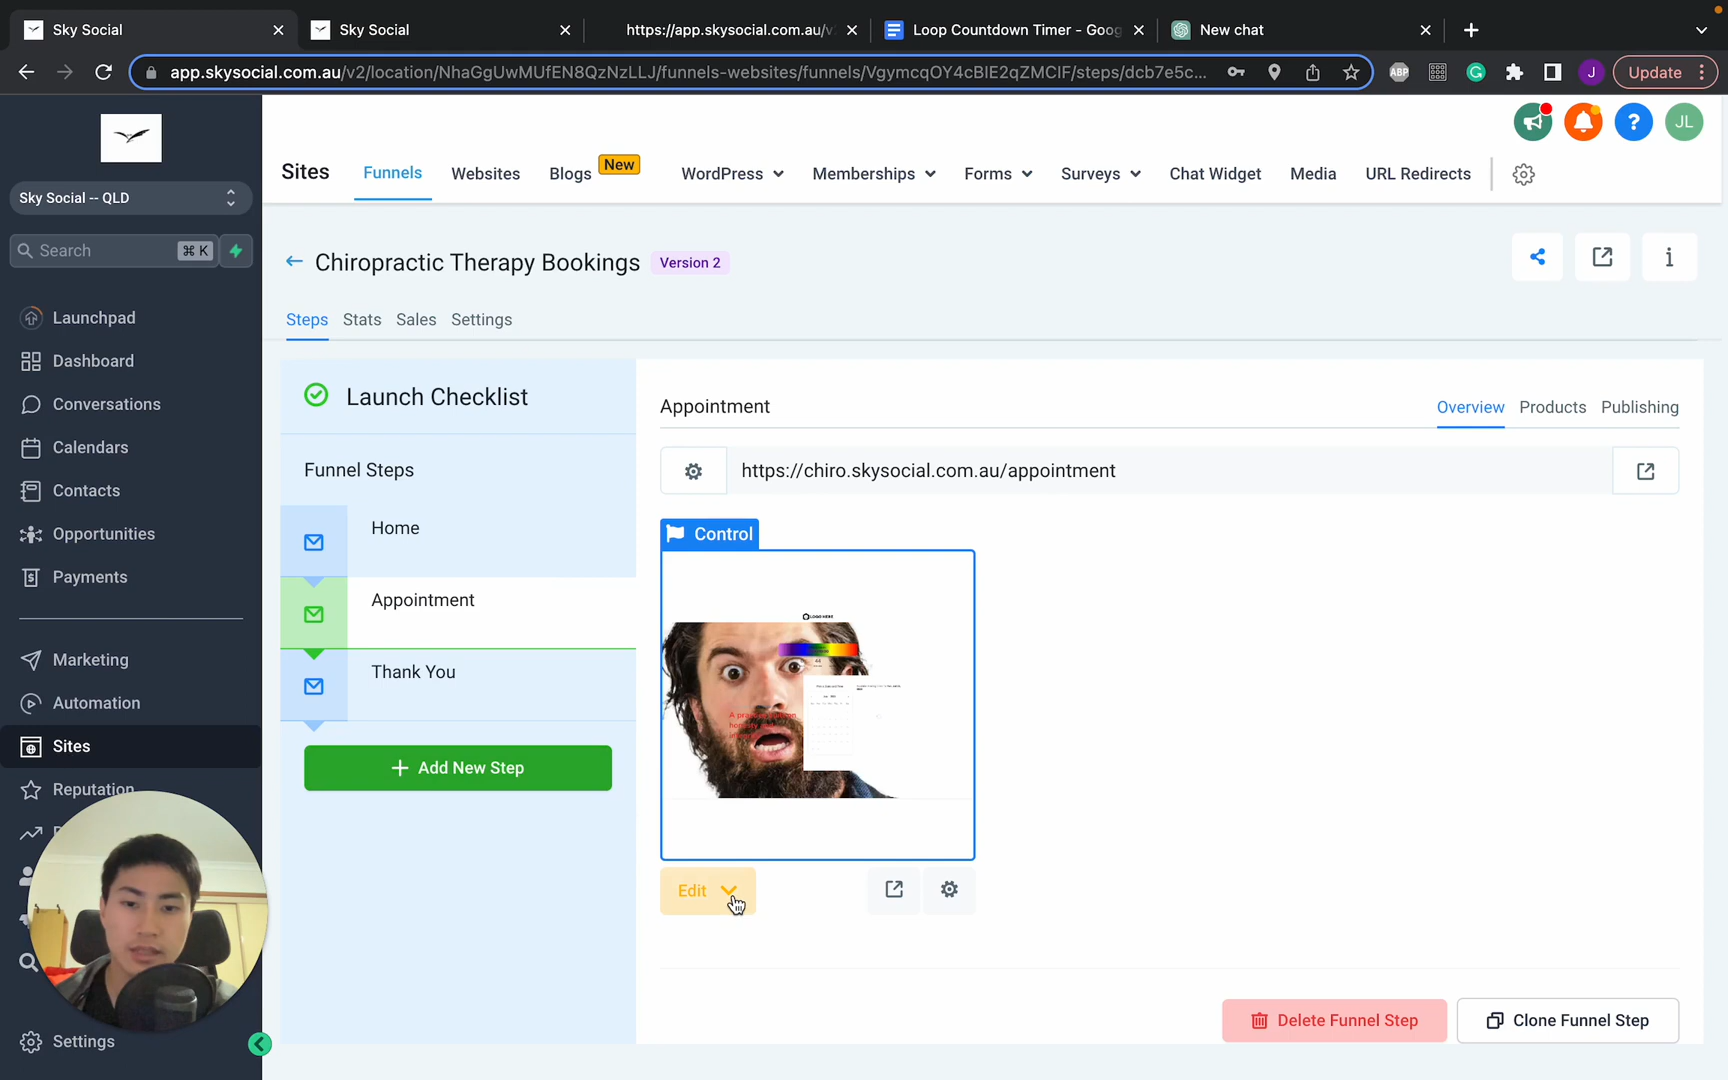 Sky Social
Sky Social
https://app.skysocial.com.au/v
Loop Countdown Timer - Goog
New chat
app.skysocial.com.au/v2/location/NhaGgUwMUfEN8QzNzLLJ/funnels-websites/funnels/VgymcqOY4cBIE2qZMCIF/steps/dcb7e5c...
ABP
J
Update
Sky Social -- QLD
Search
⌘ K
Launchpad
Dashboard
Conversations
Calendars
Contacts
Opportunities
Payments
Marketing
Automation
Sites
Reputation
Settings
JL
Sites
Funnels
Websites
Blogs
New
WordPress
Memberships
Forms
Surveys
Chat Widget
Media
URL Redirects
Chiropractic Therapy Bookings
Version 2
Steps
Stats
Sales
Settings
Launch Checklist
Funnel Steps
Home
Appointment
Thank You
+ Add New Step
Appointment
Overview
Products
Publishing
https://chiro.skysocial.com.au/appointment
Control
LOGO HERE
Edit
Delete Funnel Step
Clone Funnel Step